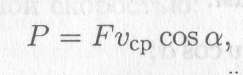 P = Fv_ср cos α,